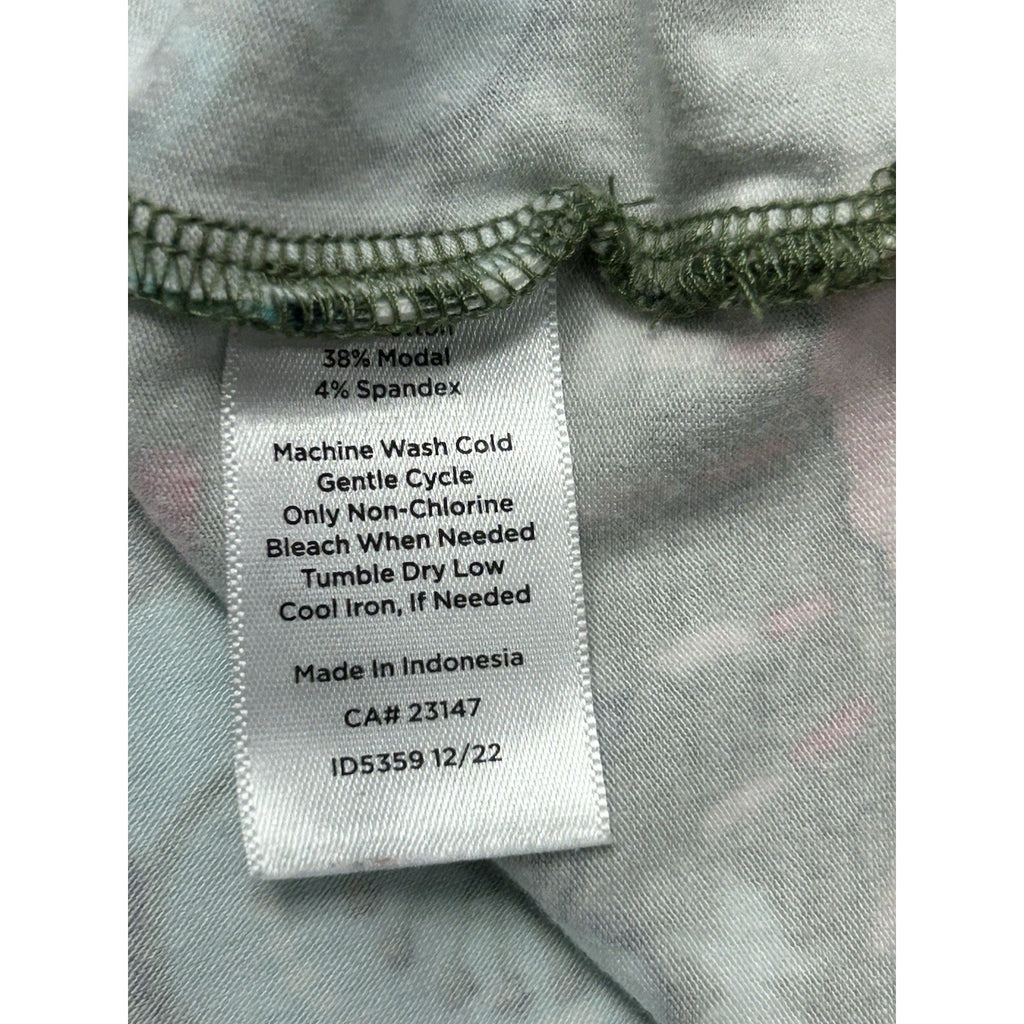 38% Modal
4% Spandex
Machine Wash Cold
Gentle Cycle
Only Non-Chlorine
Bleach When Needed
Tumble Dry Low
Cool Iron, If Needed
Made In Indonesia
CA# 23147
ID5359 12/22